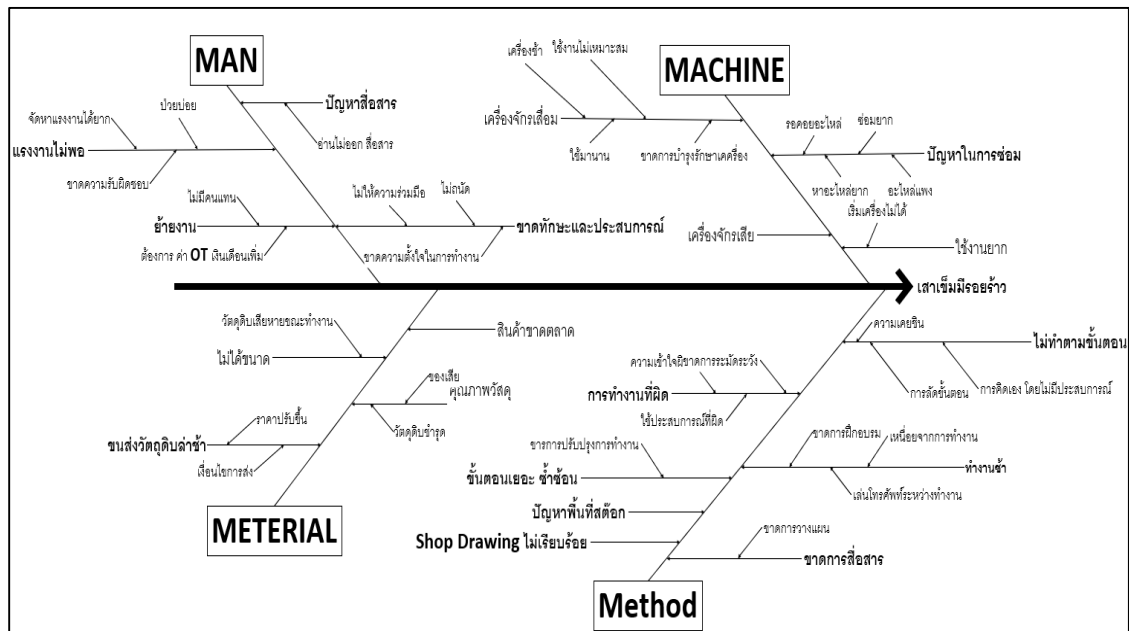 MAN
MACHINE
ปัญหาสื่อสาร
อ่านไม่ออก สื่อสาร
ป่วยบ่อย
จัดหาแรงงานได้ยาก
แรงงานไม่พอ
ขาดความรับผิดชอบ
ไม่มีคนแทน
ย้ายงาน
ต้องการ ค่า OT เงินเดือนเพิ่ม
ไม่ให้ความร่วมมือ
ไม่ถนัด
ขาดทักษะและประสบการณ์
ขาดความตั้งใจในการทำงาน
เครื่องช้า
ใช้งานไม่เหมาะสม
เครื่องจักรเสื่อม
ใช้มานาน
ขาดการบำรุงรักษาเคครื่อง
รอคอยอะไหล่
ซ่อมยาก
ปัญหาในการซ่อม
หาอะไหล่ยาก
อะไหล่แพง
เริ่มเครื่องไม่ได้
เครื่องจักรเสีย
ใช้งานยาก
เสาเข็มมีรอยร้าว
วัตดุดิบเสียหายขณะทำงาน
สินค้าขาดตลาด
ไม่ได้ขนาด
ของเสีย
คุณภาพวัสดุ
วัตดุดิบชำรุด
ราคาปรับขึ้น
ขนส่งวัตถุดิบล่าช้า
เงื่อนไขการส่ง
METERIAL
ความเคยชิน
ไม่ทำตามขั้นตอน
การลัดขั้นตอน
การคิดเอง โดยไม่มีประสบการณ์
ความเข้าใจผิขาดการระมัดระวัง
การทำงานที่ผิด
ใช้ประสบการณ์ที่ผิด
ขารการปรับปรุงการทำงาน
ขั้นตอนเยอะ ซ้ำซ้อน
ขาดการฝึกอบรม
เหนื่อยจากการทำงาน
ทำงานช้า
เล่นโทรศัพท์ระหว่างทำงาน
ปัญหาพื้นที่สต๊อก
Shop Drawing ไม่เรียบร้อย
ขาดการวางแผน
ขาดการสื่อสาร
Method